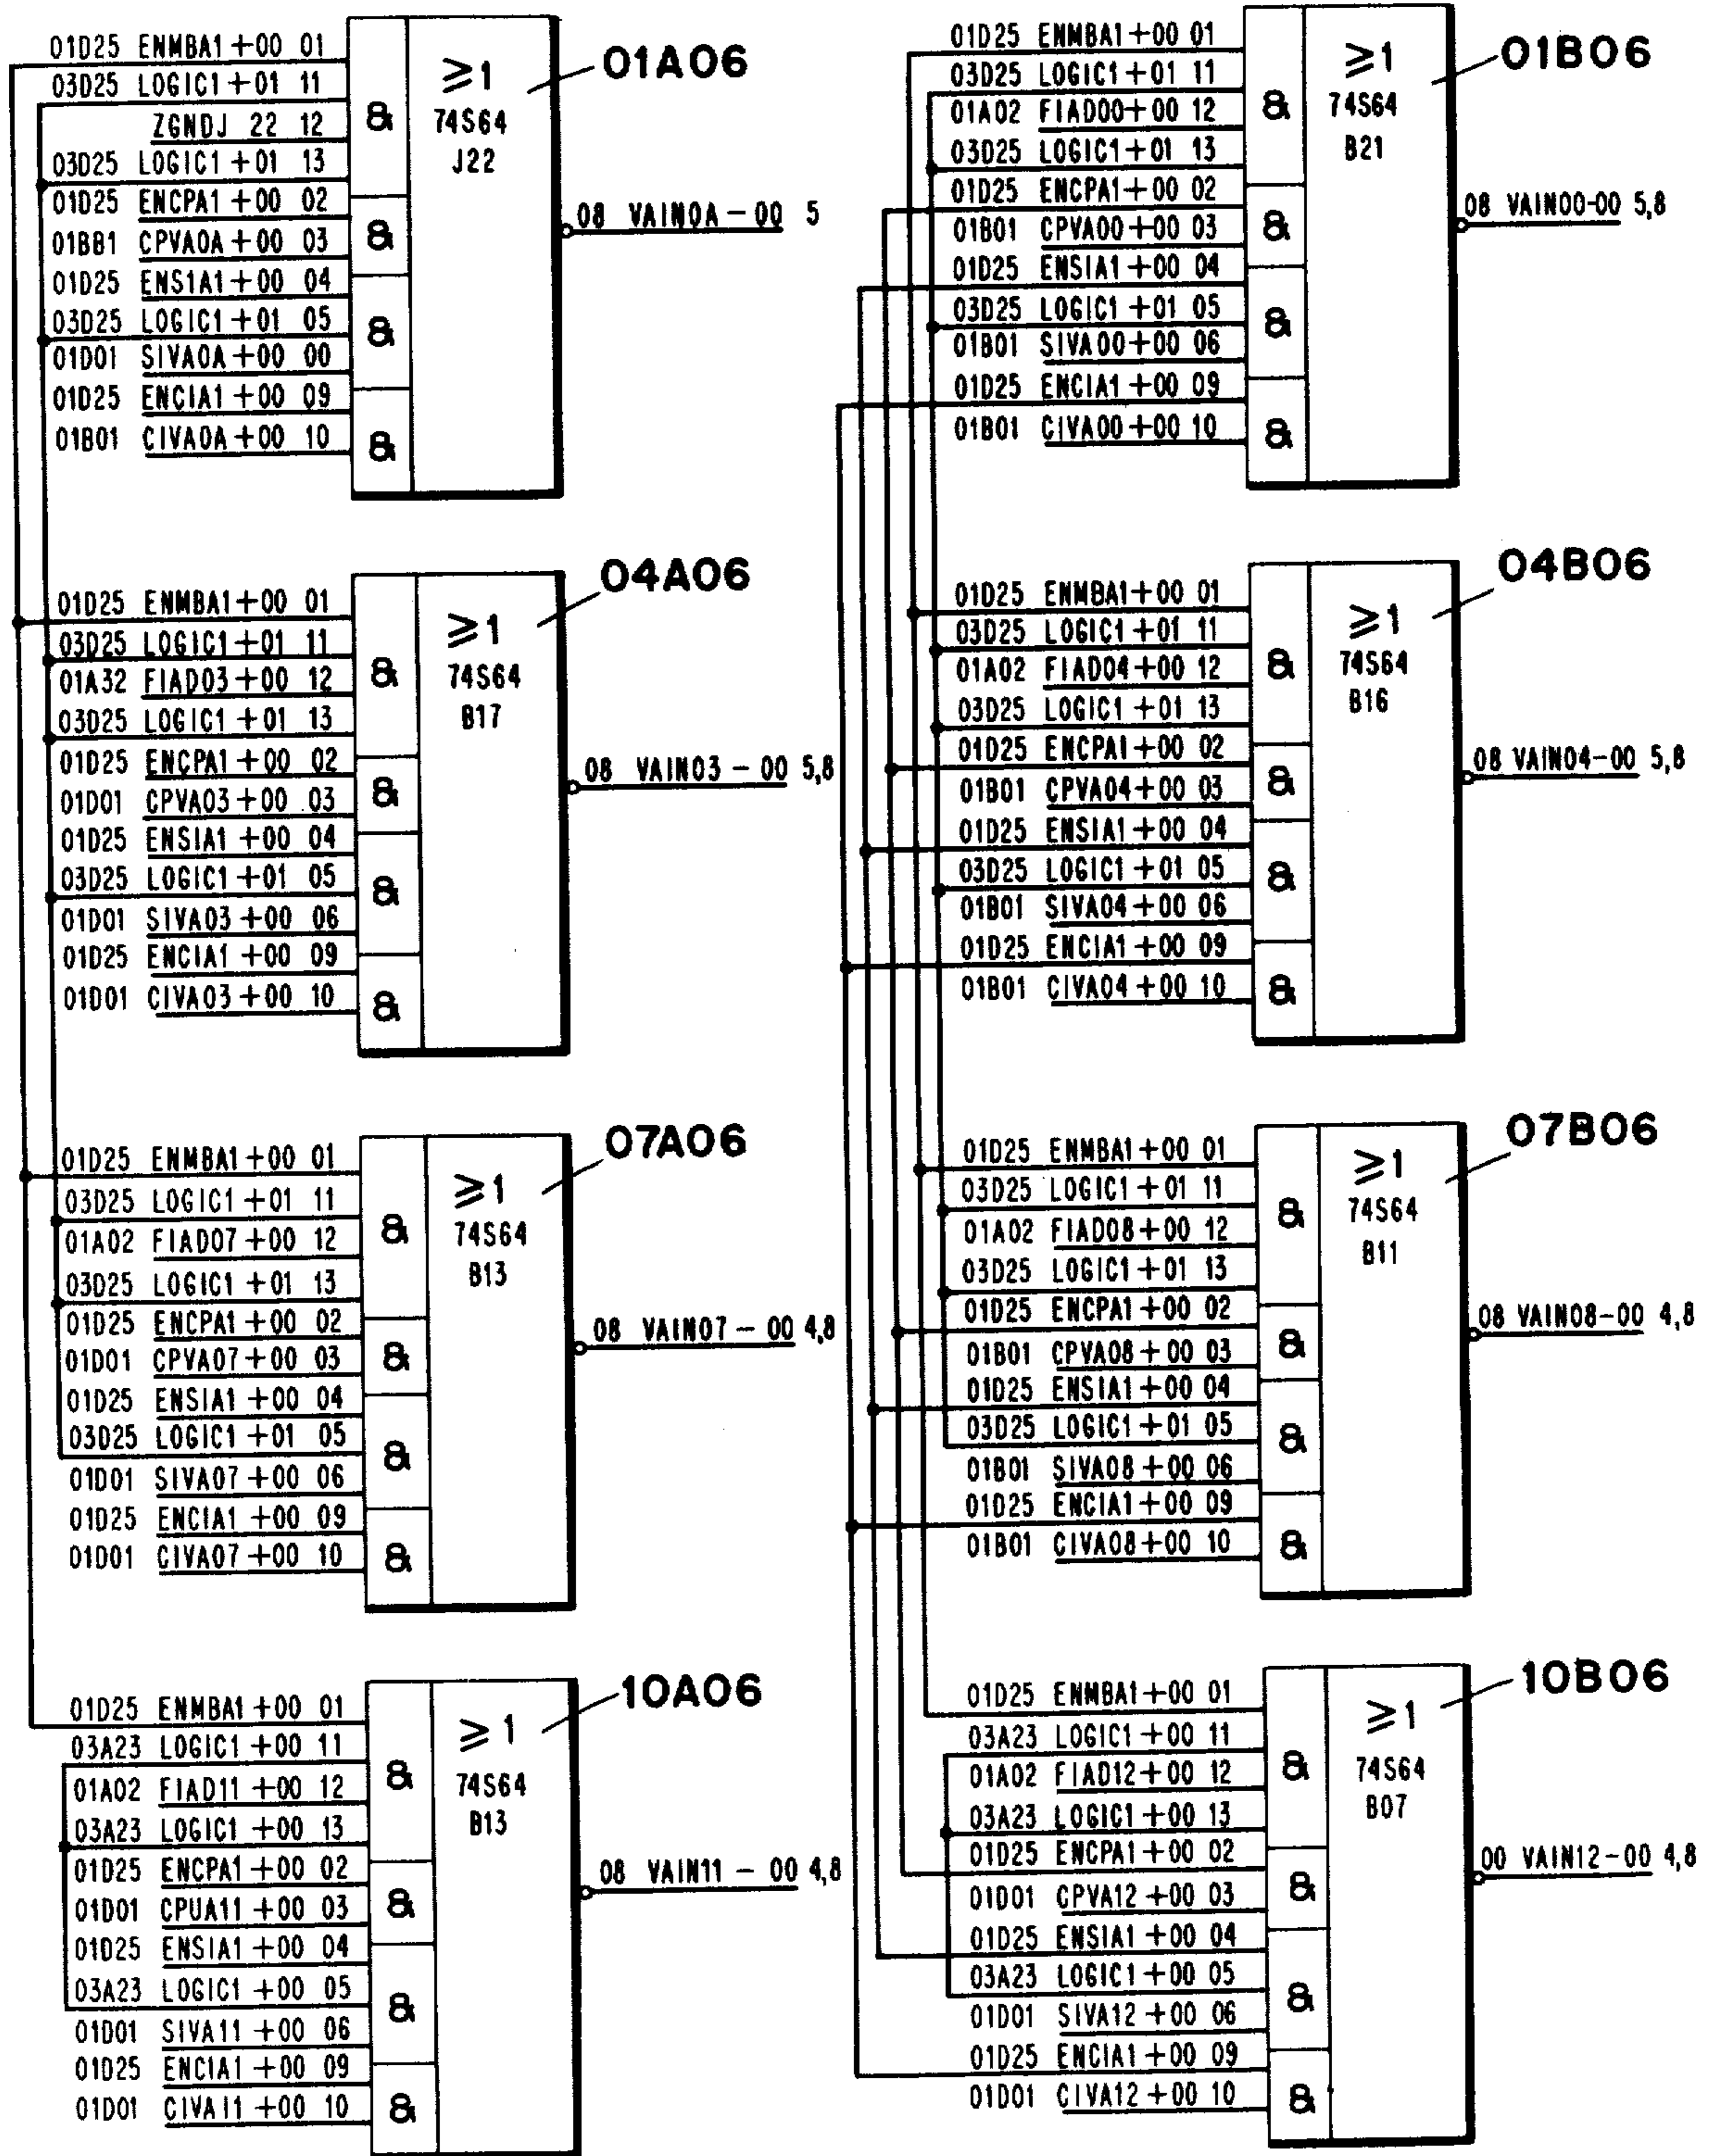 01D25 ENMBA1+00 01
03D25 LOGIC1+01 11
ZGNDJ 22 12
03D25 LOGIC1+01 13
01D25 ENCPA1+00 02
01BB1 CPVA0A+00 03
01D25 ENS1A1+00 04
03D25 LOGIC1+01 05
01D01 SIVA0A+00 00
01D25 ENCIA1+00 09
01B01 CIVA0A+00 10
&
&
&
&
≥1
74S64
J22
01A06
08 VAIN0A-00 5
01D25 ENMBA1+00 01
03D25 LOGIC1+01 11
01A02 FIAD00+00 12
03D25 LOGIC1+01 13
01D25 ENCPA1+00 02
01B01 CPVA00+00 03
01D25 ENSIA1+00 04
03D25 LOGIC1+01 05
01B01 SIVA00+00 06
01D25 ENCIA1+00 09
01B01 CIVA00+00 10
&
&
&
&
≥1
74S64
B21
01B06
08 VAIN00-00 5,8
01D25 ENMBA1+00 01
03D25 LOGIC1+01 11
01A32 FIAD03+00 12
03D25 LOGIC1+01 13
01D25 ENCPA1+00 02
01D01 CPVA03+00 03
01D25 ENSIA1+00 04
03D25 LOGIC1+01 05
01D01 SIVA03+00 06
01D25 ENCIA1+00 09
01D01 CIVA03+00 10
&
&
&
&
≥1
74S64
B17
04A06
08 VAIN03-00 5,8
01D25 ENMBA1+00 01
03D25 LOGIC1+01 11
01A02 FIAD04+00 12
03D25 LOGIC1+01 13
01D25 ENCPA1+00 02
01B01 CPVA04+00 03
01D25 ENSIA1+00 04
03D25 LOGIC1+01 05
01B01 SIVA04+00 06
01D25 ENCIA1+00 09
01B01 CIVA04+00 10
&
&
&
&
≥1
74S64
B16
04B06
08 VAIN04-00 5,8
01D25 ENMBA1+00 01
03D25 LOGIC1+01 11
01A02 FIAD07+00 12
03D25 LOGIC1+01 13
01D25 ENCPA1+00 02
01D01 CPVA07+00 03
01D25 ENSIA1+00 04
03D25 LOGIC1+01 05
01D01 SIVA07+00 06
01D25 ENCIA1+00 09
01D01 CIVA07+00 10
&
&
&
&
≥1
74S64
B13
07A06
08 VAIN07-00 4,8
01D25 ENMBA1+00 01
03D25 LOGIC1+01 11
01A02 FIAD08+00 12
03D25 LOGIC1+01 13
01D25 ENCPA1+00 02
01B01 CPVA08+00 03
01D25 ENSIA1+00 04
03D25 LOGIC1+01 05
01B01 SIVA08+00 06
01D25 ENCIA1+00 09
01B01 CIVA08+00 10
&
&
&
&
≥1
74S64
B11
07B06
08 VAIN08-00 4,8
01D25 ENMBA1+00 01
03A23 LOGIC1+00 11
01A02 FIAD11+00 12
03A23 LOGIC1+00 13
01D25 ENCPA1+00 02
01D01 CPUA11+00 03
01D25 ENSIA1+00 04
03A23 LOGIC1+00 05
01D01 SIVA11+00 06
01D25 ENCIA1+00 09
01D01 CIVA11+00 10
&
&
&
&
≥1
74S64
B13
10A06
08 VAIN11-00 4,8
01D25 ENMBA1+00 01
03A23 LOGIC1+00 11
01A02 FIAD12+00 12
03A23 LOGIC1+00 13
01D25 ENCPA1+00 02
01D01 CPVA12+00 03
01D25 ENSIA1+00 04
03A23 LOGIC1+00 05
01D01 SIVA12+00 06
01D25 ENCIA1+00 09
01D01 CIVA12+00 10
&
&
&
&
≥1
74S64
B07
10B06
00 VAIN12-00 4,8